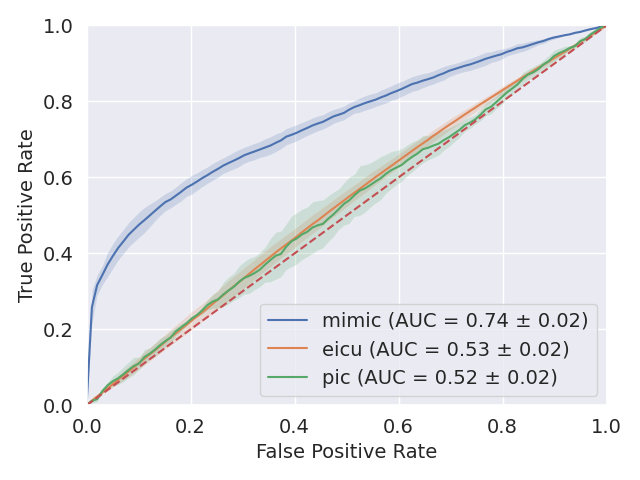 1.0
0.8
0.6
0.4
0.2
0.0
True Positive Rate
mimic (AUC = 0.74 ± 0.02)
eicu (AUC = 0.53 ± 0.02)
pic (AUC = 0.52 ± 0.02)
0.0 0.2 0.4 0.6 0.8 1.0
False Positive Rate